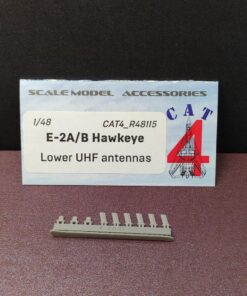 SCALE MODEL ACCESSORIES
1/48 CAT4_R48115
E-2A/B Hawkeye
Lower UHF antennas
CAT
4